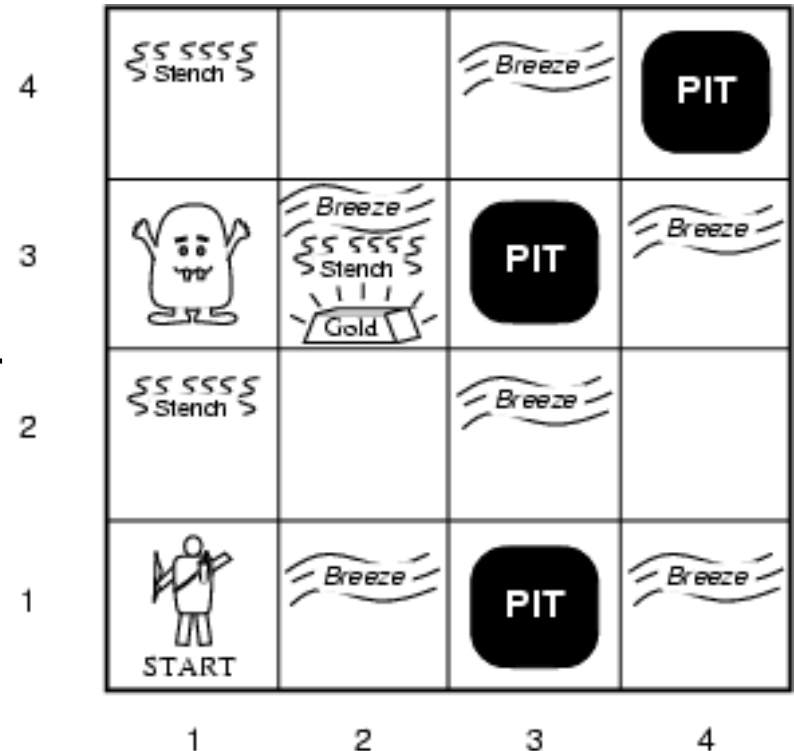 4
Stench
Breeze
PIT
3
Breeze
Stench
Gold
PIT
Breeze
2
Stench
Breeze
1
START
Breeze
PIT
Breeze
1 2 3 4